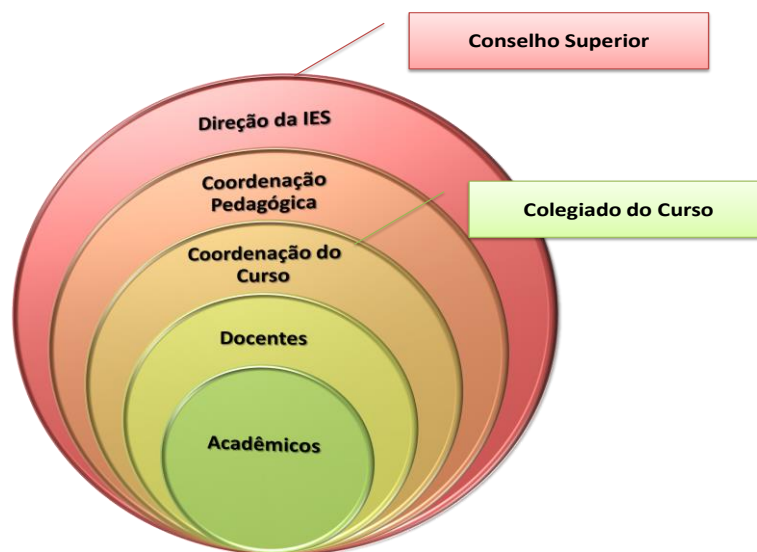 Conselho Superior
Direção da IES
Coordenação
Pedagógica
Colegiado do Curso
Coordenação do
Curso
Docentes
Acadêmicos